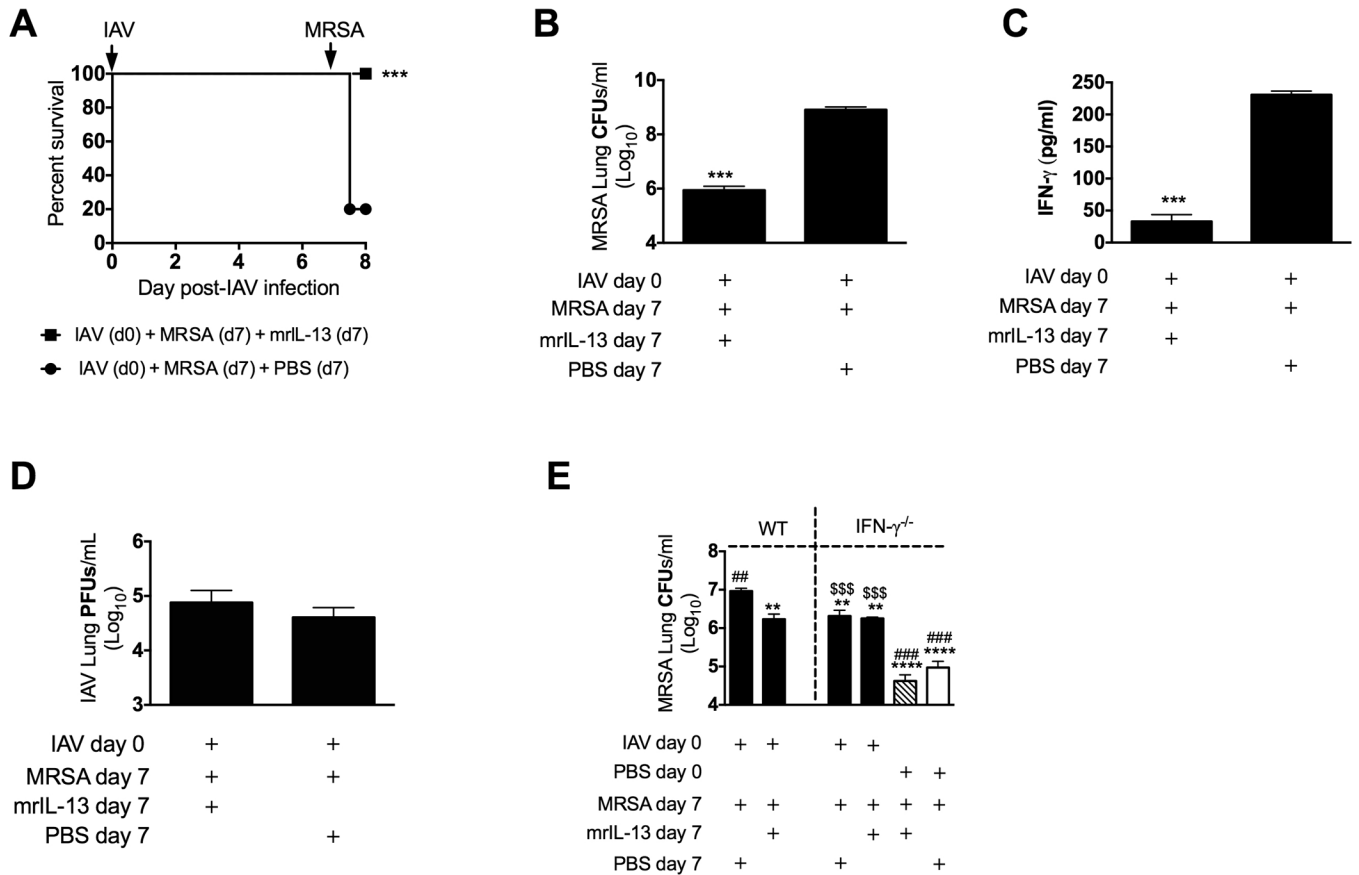 A
IAV
MRSA
100
80
60
40
20
0
***
Percent survival
0 2 4 6 8
Day post-IAV infection
IAV (d0) + MRSA (d7) + mrIL-13 (d7)
IAV (d0) + MRSA (d7) + PBS (d7)
B
MRSA Lung CFUs/ml
(Log10)
10
8
6
4
***
IAV day 0 + +
MRSA day 7 + +
mrIL-13 day 7 +
PBS day 7 +
C
IFN-γ (pg/ml)
250
200
150
100
50
0
***
IAV day 0 + +
MRSA day 7 + +
mrIL-13 day 7 +
PBS day 7 +
D
IAV Lung PFUs/mL
(Log10)
6
5
4
3
IAV day 0 + +
MRSA day 7 + +
mrIL-13 day 7 +
PBS day 7 +
E
WT IFN-γ-/-
MRSA Lung CFUs/ml
(Log10)
8
7
6
5
4
##
**
$$$
**
$$$
**
###
****
###
****
IAV day 0 + + + +
PBS day 0 + +
MRSA day 7 + + + + + +
mrIL-13 day 7 + + +
PBS day 7 + + +